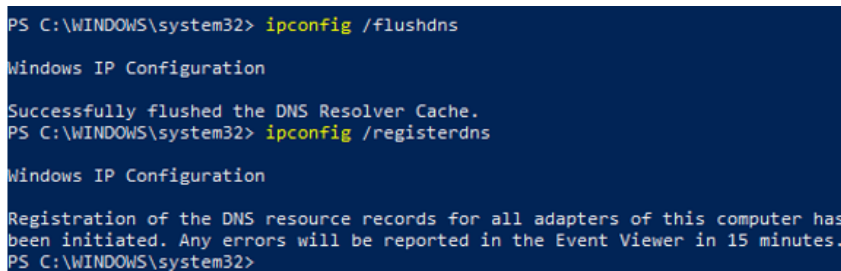 PS C:\WINDOWS\system32> ipconfig /flushdns
Windows IP Configuration
Successfully flushed the DNS Resolver Cache.
PS C:\WINDOWS\system32> ipconfig /registerdns
Windows IP Configuration
Registration of the DNS resource records for all adapters of this computer has
been initiated. Any errors will be reported in the Event Viewer in 15 minutes.
PS C:\WINDOWS\system32>